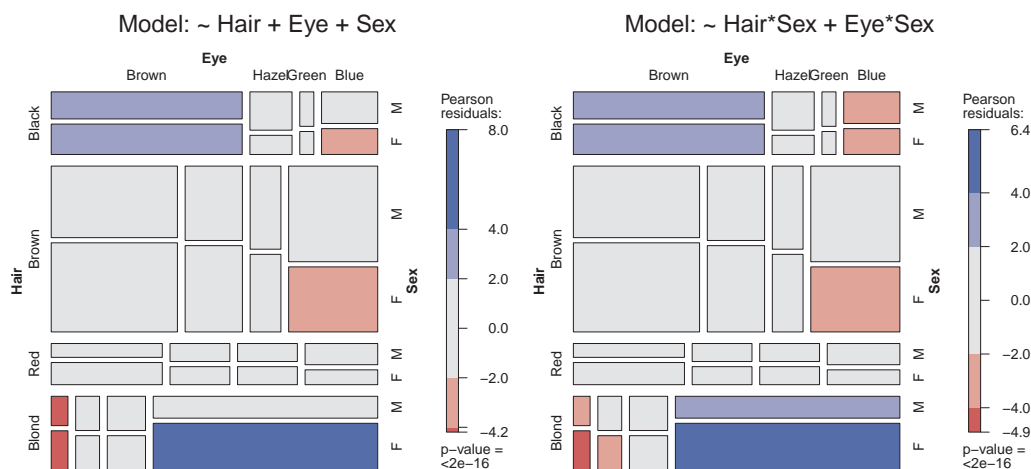 Model: ~ Hair + Eye + Sex
Eye
Brown Hazel Green Blue
Hair
Black
Brown
Red
Blond
M
F
M
F
M
F
M
F
Sex
Pearson
residuals:
8.0
4.0
2.0
0.0
−2.0
−4.2
p−value =
<2e−16
Model: ~ Hair*Sex + Eye*Sex
Eye
Brown Hazel Green Blue
Hair
Black
Brown
Red
Blond
M
F
M
F
M
F
M
F
Sex
Pearson
residuals:
6.4
4.0
2.0
0.0
−2.0
−4.0
−4.9
p−value =
<2e−16